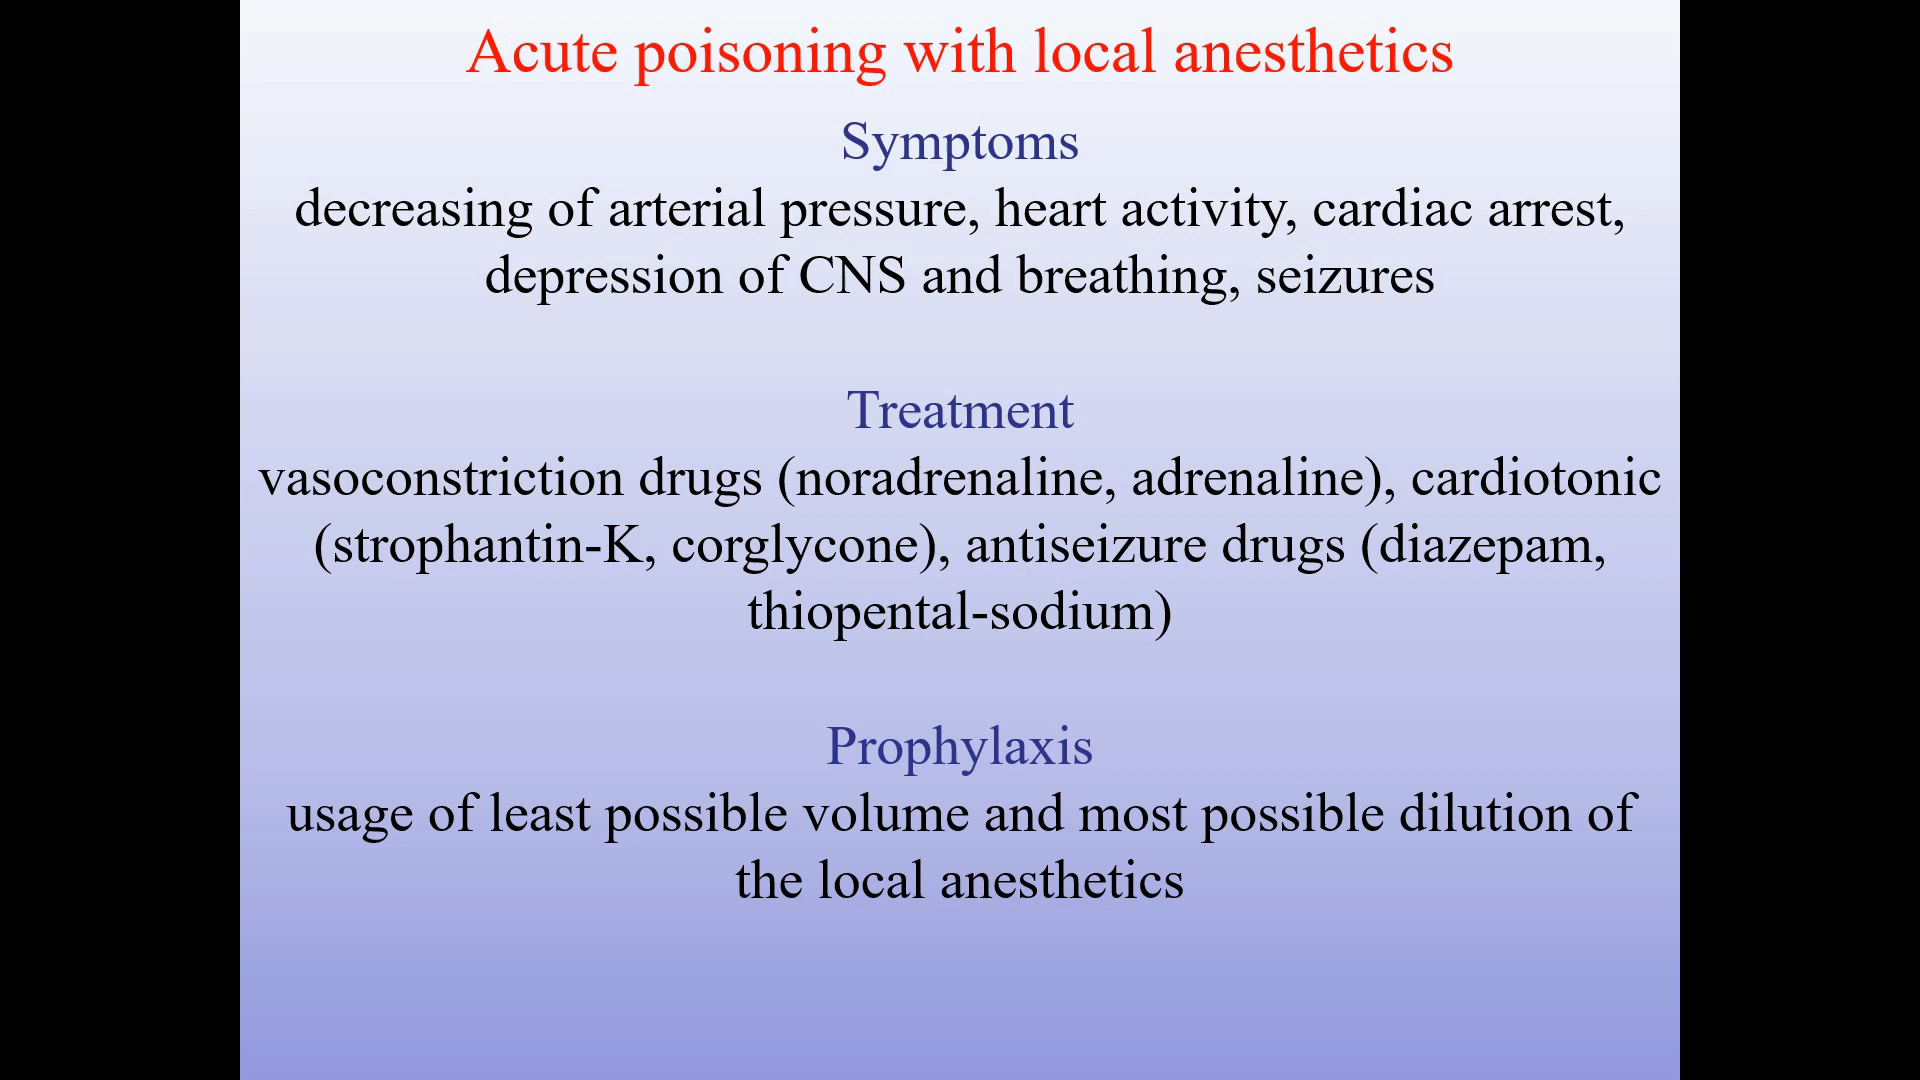 Acute poisoning with local anesthetics
Symptoms
decreasing of arterial pressure, heart activity, cardiac arrest,
depression of CNS and breathing, seizures
Treatment
vasoconstriction drugs (noradrenaline, adrenaline), cardiotonic
(strophantin-K, corglycone), antiseizure drugs (diazepam,
thiopental-sodium)
Prophylaxis
usage of least possible volume and most possible dilution of
the local anesthetics